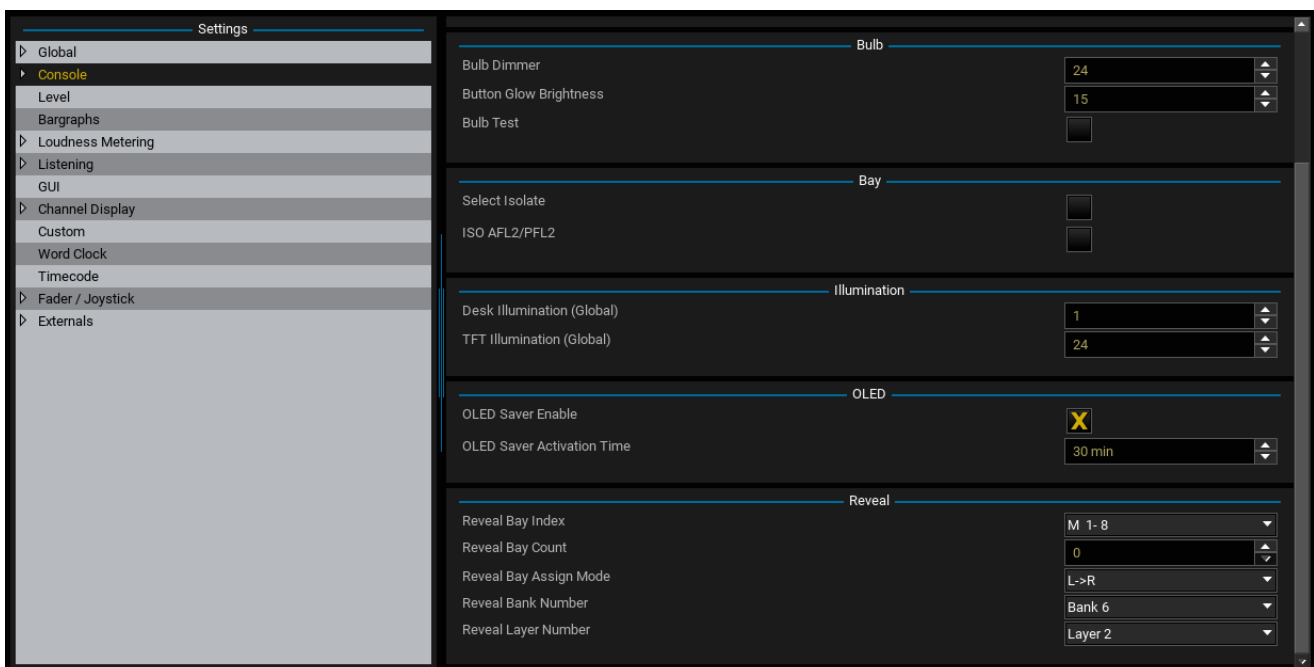 Settings
Global
Console
Level
Bargraphs
Loudness Metering
Listening
GUI
Channel Display
Custom
Word Clock
Timecode
Fader / Joystick
Externals
Bulb
Bulb Dimmer 24
Button Glow Brightness 15
Bulb Test
Bay
Select Isolate
ISO AFL2/PFL2
Illumination
Desk Illumination (Global) 1
TFT Illumination (Global) 24
OLED
OLED Saver Enable X
OLED Saver Activation Time 30 min
Reveal
Reveal Bay Index M 1- 8
Reveal Bay Count 0
Reveal Bay Assign Mode L->R
Reveal Bank Number Bank 6
Reveal Layer Number Layer 2